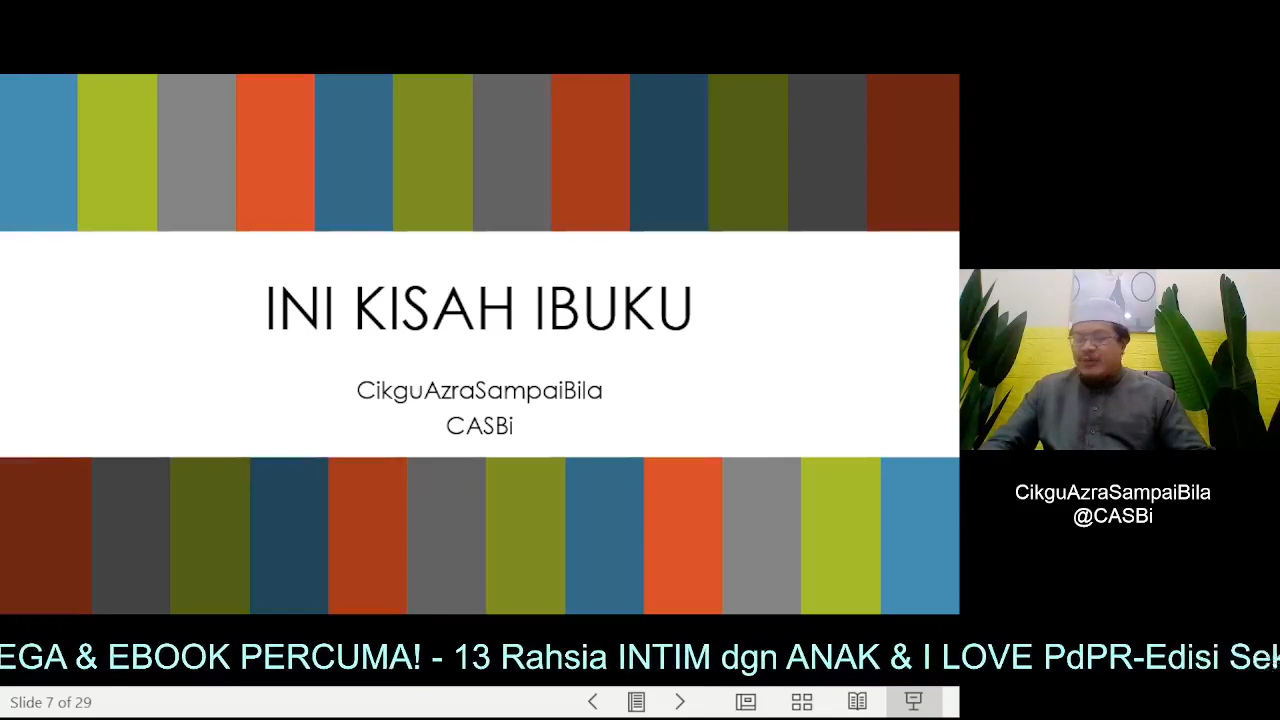 INI KISAH IBUKU
CikguAzraSampaiBila
CASBi
CikguAzraSampaiBila
@CASBi
EGA & EBOOK PERCUMA! - 13 Rahsia INTIM dgn ANAK & I LOVE PdPR-Edisi Sek
Slide 7 of 29